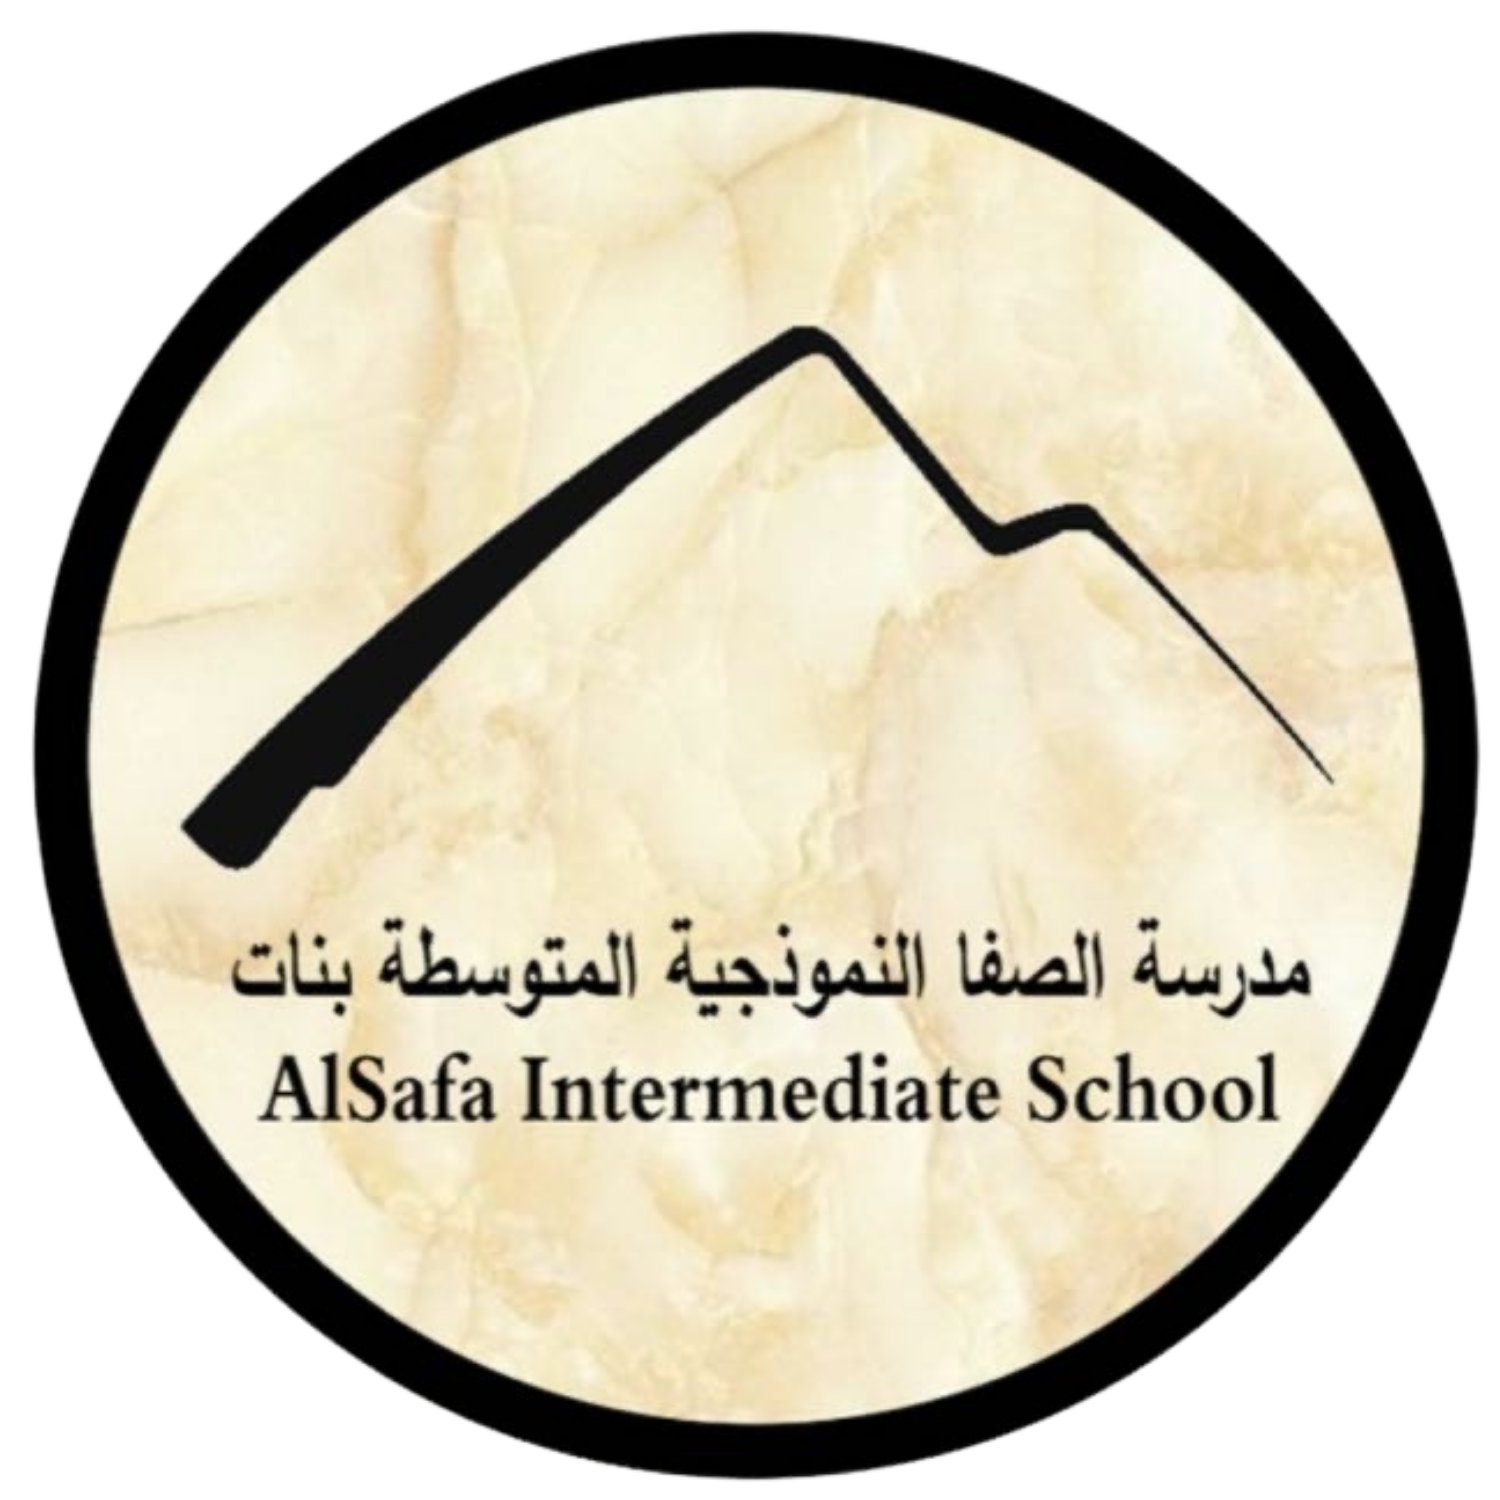 مدرسة الصفا النموذجية المتوسطة بنات
AlSafa Intermediate School